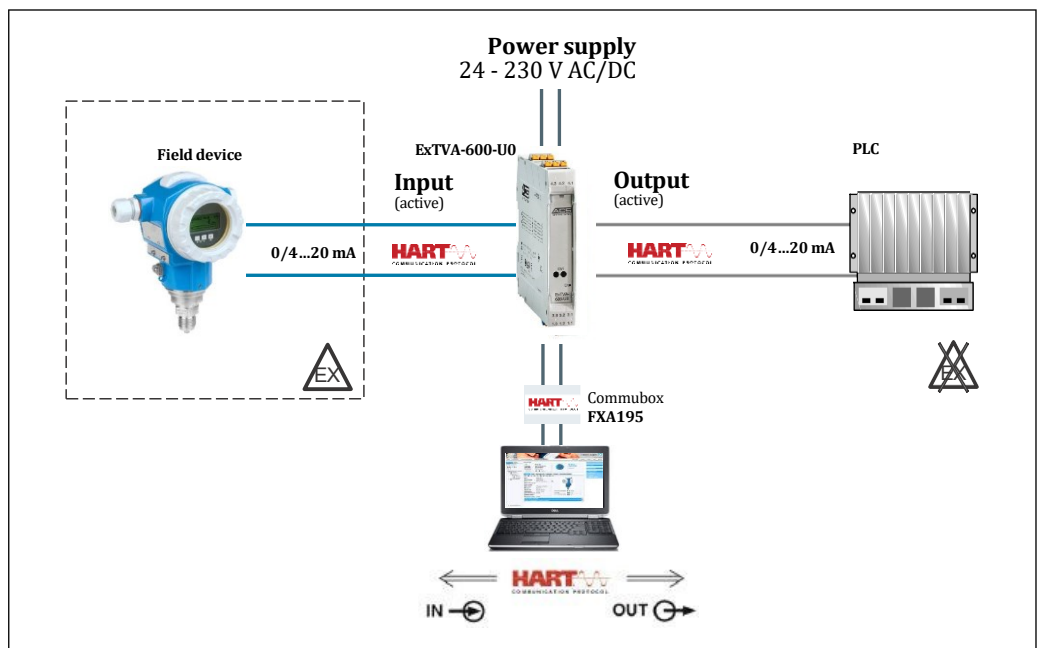 Power supply
24 - 230 V AC/DC
Field device
ExTVA-600-U0
PLC
Input
(active)
Output
(active)
0/4...20 mA
HART
COMMUNICATION PROTOCOL
HART
COMMUNICATION PROTOCOL
0/4...20 mA
EX
EX
HART
Commubox
FXA195
HART
COMMUNICATION PROTOCOL
IN
OUT